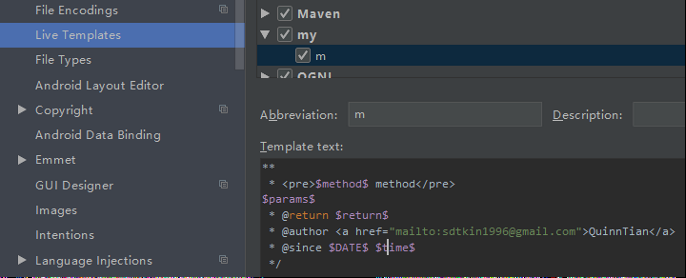 File Encodings
Live Templates
File Types
Android Layout Editor
Copyright
Android Data Binding
Emmet
GUI Designer
Images
Intentions
Language Injections
Maven
my
m
OGNL
Abbreviation: m Description:
Template text:
**
 * <pre>$method$ method</pre>
$params$
 * @return $return$
 * @author <a href="mailto:sdtkin1996@gmail.com">QuinnTian</a>
 * @since $DATE$ $time$
 */